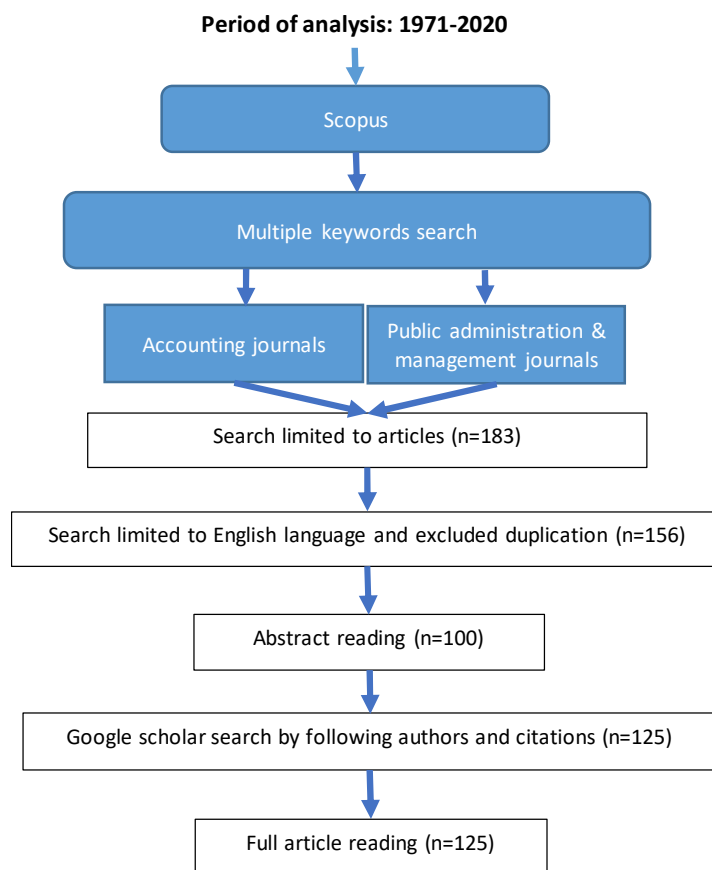 Period of analysis: 1971-2020
Scopus
Multiple keywords search
Accounting journals
Public administration &
management journals
Search limited to articles (n=183)
Search limited to English language and excluded duplication (n=156)
Abstract reading (n=100)
Google scholar search by following authors and citations (n=125)
Full article reading (n=125)